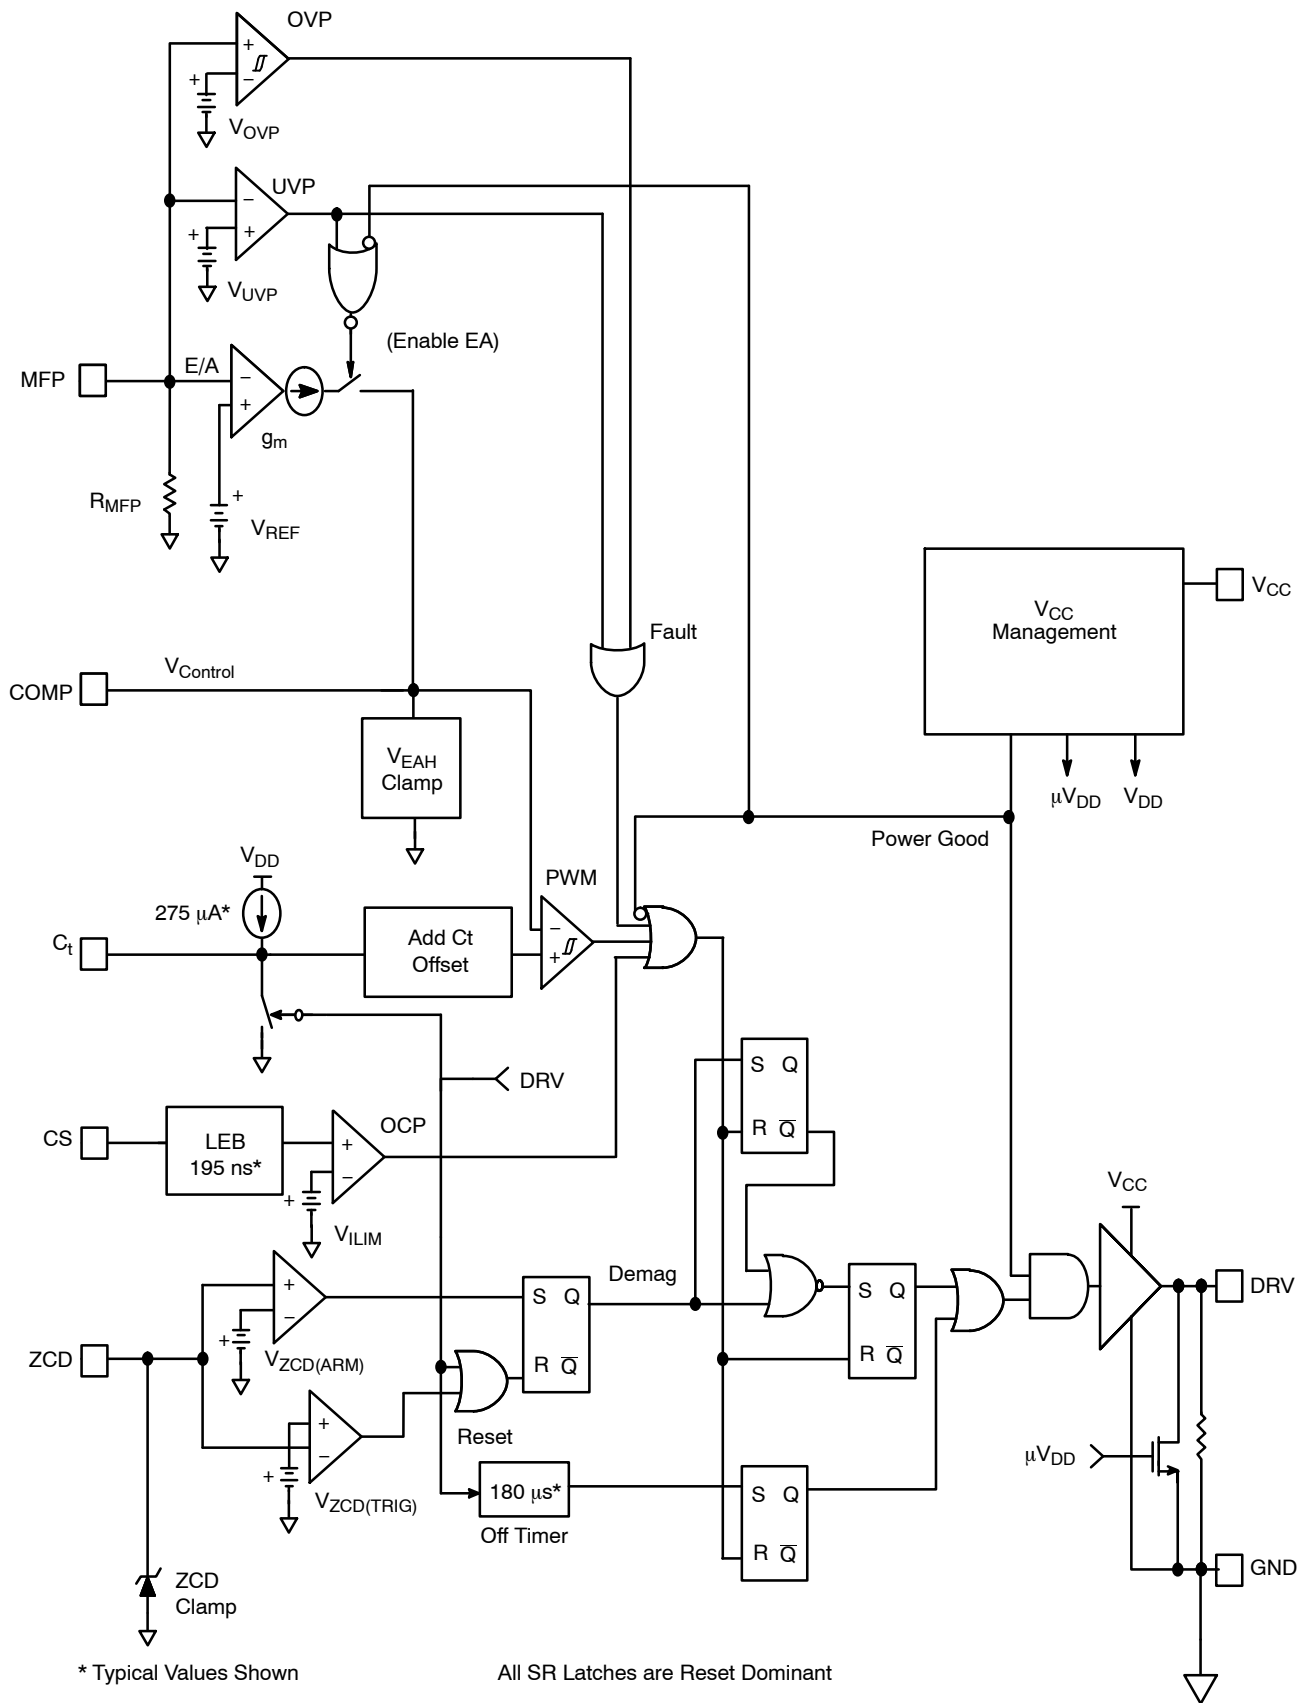 OVP
+
−
+
V_OVP
UVP
−
+
+
V_UVP
(Enable EA)
MFP
E/A
−
+
g_m
R_MFP
+
V_REF
V_CC
V_CC
Management
Fault
V_Control
COMP
V_EAH
Clamp
μV_DD
V_DD
Power Good
V_DD
PWM
275 μA*
−
+
C_t
Add Ct
Offset
DRV
S Q
R Q̅
OCP
CS
LEB
195 ns*
+
−
+
V_ILIM
V_CC
Demag
+
−
+
S Q
R Q̅
S Q
R Q̅
DRV
ZCD
V_ZCD(ARM)
+
−
+
Reset
V_ZCD(TRIG)
μV_DD
180 μs*
Off Timer
S Q
R Q̅
GND
ZCD
Clamp
* Typical Values Shown
All SR Latches are Reset Dominant